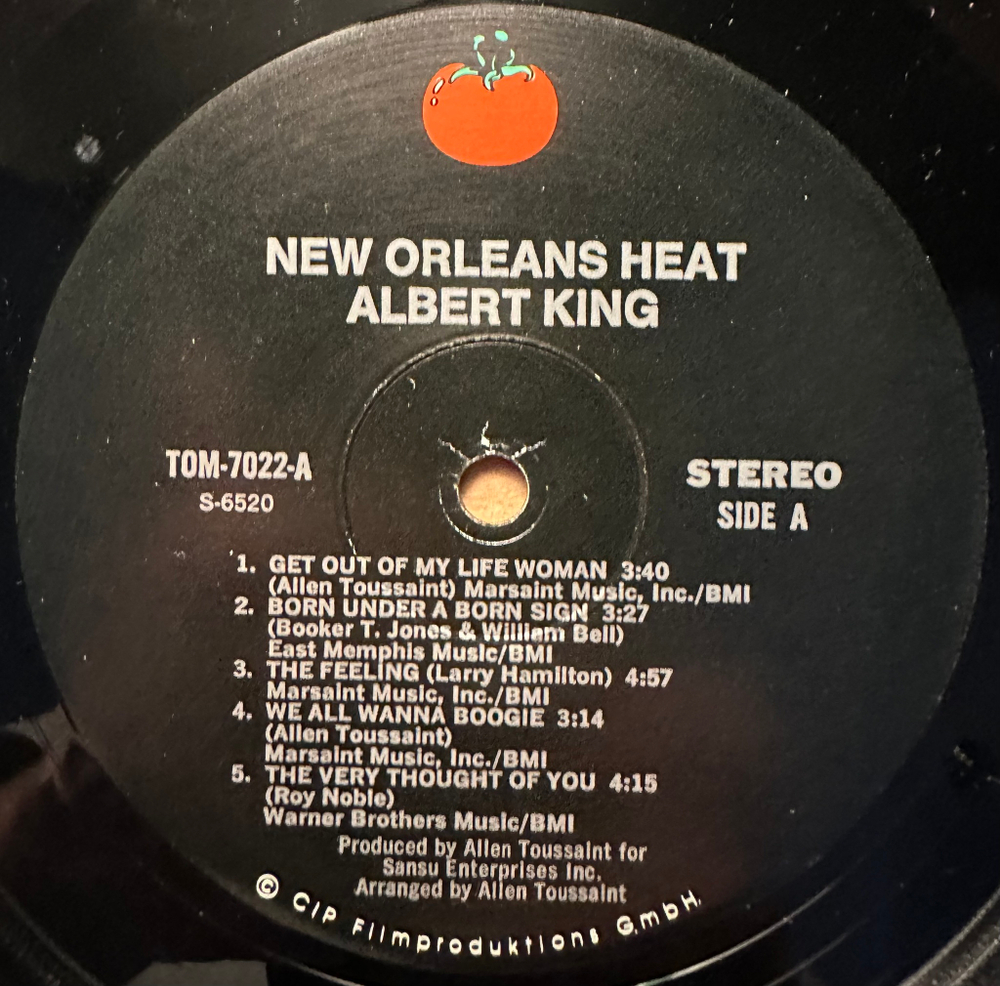 NEW ORLEANS HEAT
ALBERT KING
TOM-7022-A
S-6520
STEREO
SIDE A
1. GET OUT OF MY LIFE WOMAN 3:40
(Allen Toussaint) Marsaint Music, Inc./BMI
2. BORN UNDER A BORN SIGN 3:27
(Booker T. Jones & William Bell)
East Memphis Music/BMI
3. THE FEELING (Larry Hamilton) 4:57
Marsaint Music, Inc./BMI
4. WE ALL WANNA BOOGIE 3:14
(Allen Toussaint)
Marsaint Music, Inc./BMI
5. THE VERY THOUGHT OF YOU 4:15
(Roy Noble)
Warner Brothers Music/BMI
Produced by Allen Toussaint for
Sansu Enterprises Inc.
Arranged by Allen Toussaint
© CIP Filmproduktions G.mbH.